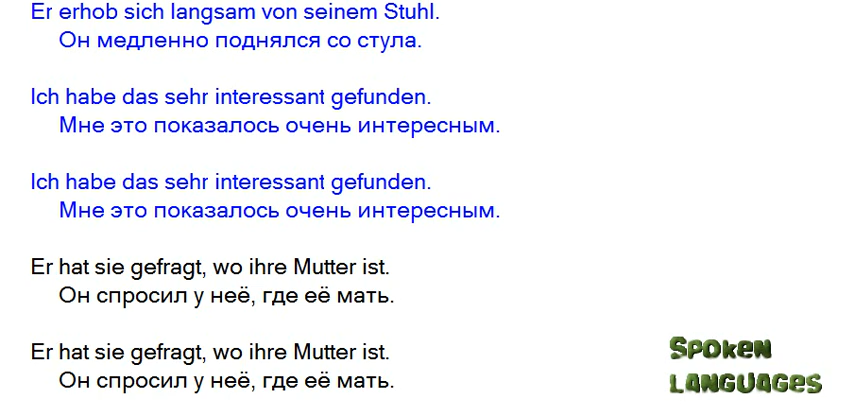 Er erhob sich langsam von seinem Stuhl.
Он медленно поднялся со стула.
Ich habe das sehr interessant gefunden.
Мне это показалось очень интересным.
Ich habe das sehr interessant gefunden.
Мне это показалось очень интересным.
Er hat sie gefragt, wo ihre Mutter ist.
Он спросил у неё, где её мать.
Er hat sie gefragt, wo ihre Mutter ist.
Он спросил у неё, где её мать.
Spoken
Languages